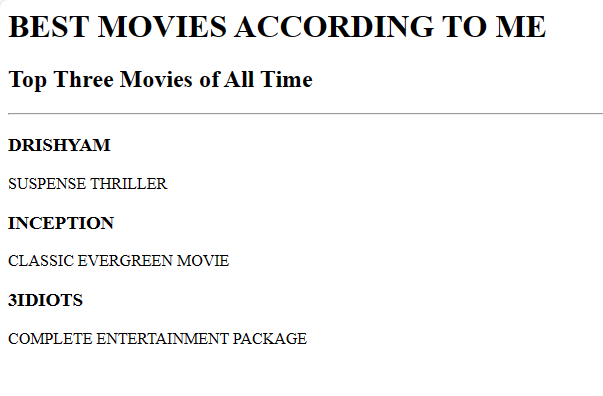 BEST MOVIES ACCORDING TO ME
Top Three Movies of All Time
DRISHYAM
SUSPENSE THRILLER
INCEPTION
CLASSIC EVERGREEN MOVIE
3IDIOTS
COMPLETE ENTERTAINMENT PACKAGE